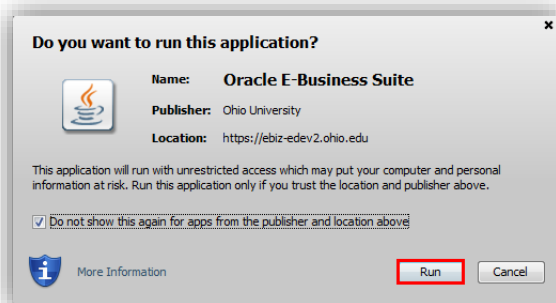 Do you want to run this application?
Name: Oracle E-Business Suite
Publisher: Ohio University
Location: https://ebiz-edev2.ohio.edu
This application will run with unrestricted access which may put your computer and personal
information at risk. Run this application only if you trust the location and publisher above.
Do not show this again for apps from the publisher and location above
More Information
Run
Cancel